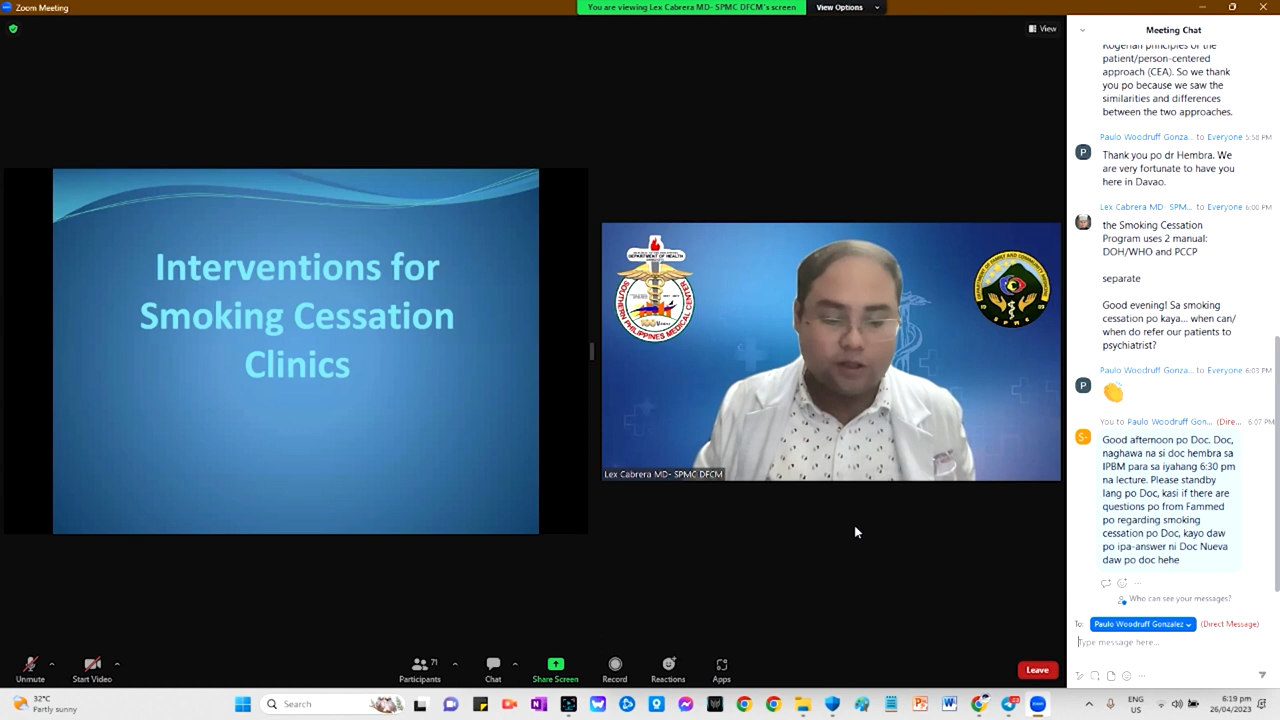 Zoom Meeting
You are viewing Lex Cabrera MD- SPMC DFCM's screen
View Options
View
Interventions for
Smoking Cessation
Clinics
DEPARTMENT OF HEALTH
SOUTHERN PHILIPPINES MEDICAL CENTER
S P M C
Lex Cabrera MD- SPMC DFCM
Meeting Chat
Rogerian principles of the
patient/person-centered
approach (CEA). So we thank
you po because we saw the
similarities and differences
between the two approaches.
Paulo Woodruff Gonza... to Everyone 5:58 PM
P
Thank you po dr Hembra. We
are very fortunate to have you
here in Davao.
Lex Cabrera MD- SPM... to Everyone 6:00 PM
the Smoking Cessation
Program uses 2 manual:
DOH/WHO and PCCP
separate
Good evening! Sa smoking
cessation po kaya... when can/
when do refer our patients to
psychiatrist?
Paulo Woodruff Gonza... to Everyone 6:03 PM
P
You to Paulo Woodruff Gon... (Dire... 6:07 PM
S-
Good afternoon po Doc. Doc,
naghawa na si doc hembra sa
IPBM para sa iyahang 6:30 pm
na lecture. Please standby
lang po Doc, kasi if there are
questions po from Fammed
po regarding smoking
cessation po Doc, kayo daw
po ipa-answer ni Doc Nueva
daw po doc hehe
Who can see your messages?
To: Paulo Woodruff Gonzalez (Direct Message)
Type message here...
Unmute
Start Video
71
Participants
Chat
Share Screen
Record
Reactions
Apps
Leave
32°C
Partly sunny
Search
ENG
US
6:19 pm
26/04/2023